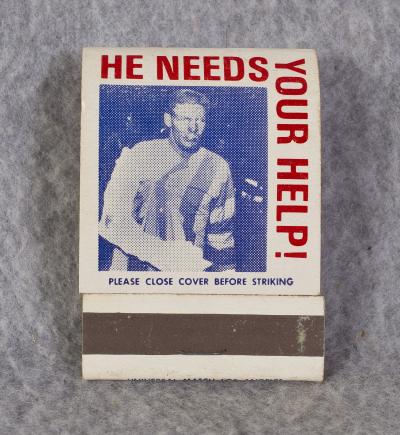 HE NEEDS
YOUR HELP!
PLEASE CLOSE COVER BEFORE STRIKING